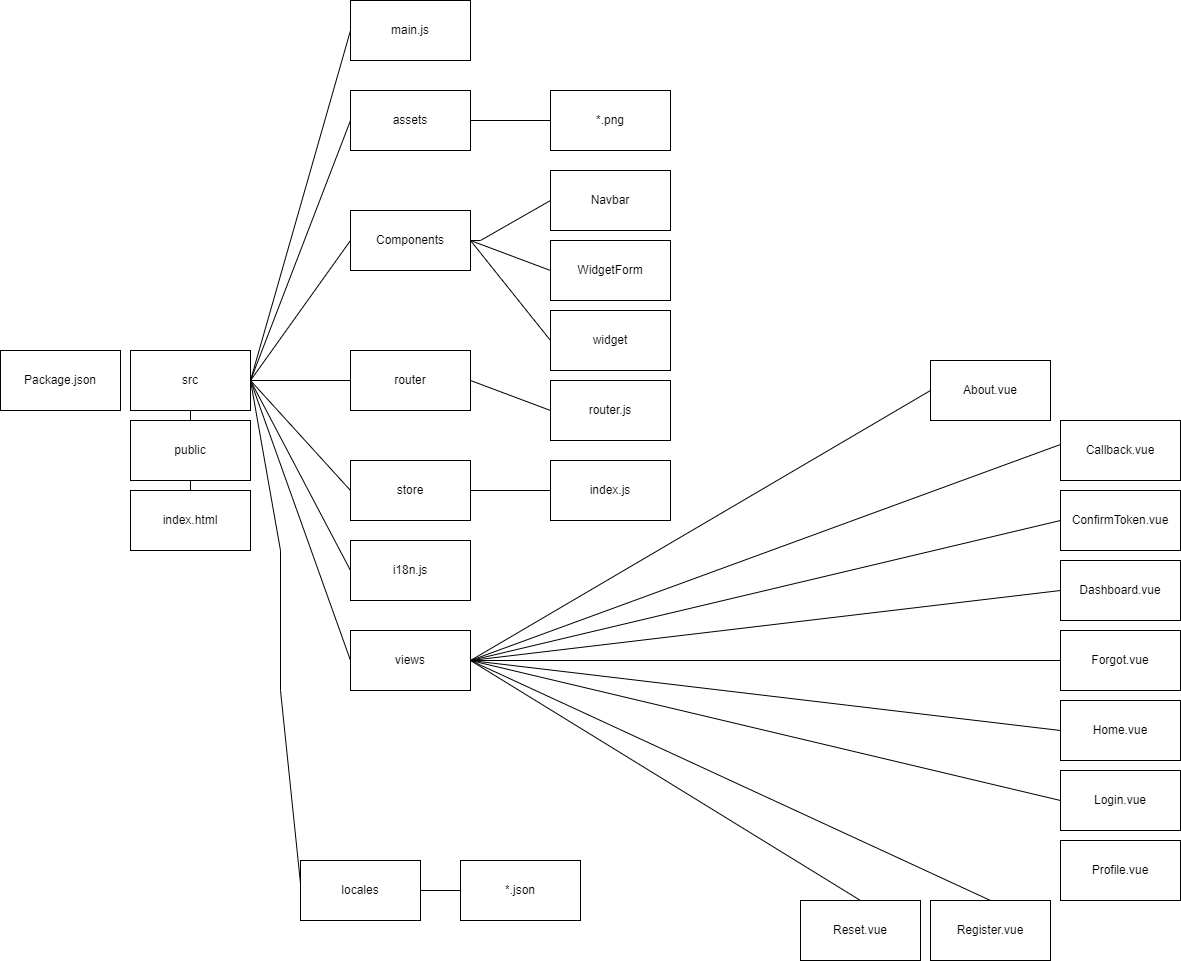 main.js
assets
*.png
Components
Navbar
WidgetForm
widget
Package.json
src
router
router.js
public
index.html
store
index.js
i18n.js
views
About.vue
Callback.vue
ConfirmToken.vue
Dashboard.vue
Forgot.vue
Home.vue
Login.vue
Profile.vue
Reset.vue
Register.vue
locales
*.json